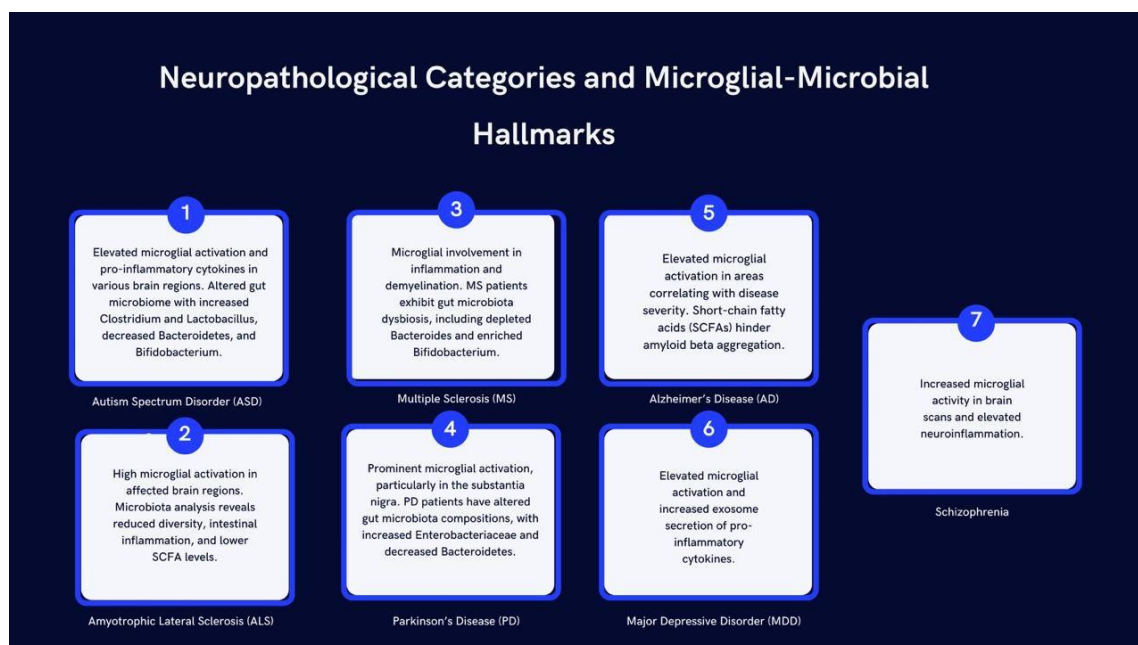 Neuropathological Categories and Microglial-Microbial
Hallmarks
1
Elevated microglial activation and
pro-inflammatory cytokines in
various brain regions. Altered gut
microbiome with increased
Clostridium and Lactobacillus,
decreased Bacteroidetes, and
Bifidobacterium.
Autism Spectrum Disorder (ASD)
2
High microglial activation in
affected brain regions.
Microbiota analysis reveals
reduced diversity, intestinal
inflammation, and lower
SCFA levels.
Amyotrophic Lateral Sclerosis (ALS)
3
Microglial involvement in
inflammation and
demyelination. MS patients
exhibit gut microbiota
dysbiosis, including depleted
Bacteroides and enriched
Bifidobacterium.
Multiple Sclerosis (MS)
4
Prominent microglial activation,
particularly in the substantia
nigra. PD patients have altered
gut microbiota compositions, with
increased Enterobacteriaceae and
decreased Bacteroidetes.
Parkinson's Disease (PD)
5
Elevated microglial
activation in areas
correlating with disease
severity. Short-chain fatty
acids (SCFAs) hinder
amyloid beta aggregation.
Alzheimer's Disease (AD)
6
Elevated microglial
activation and
increased exosome
secretion of pro-
inflammatory
cytokines.
Major Depressive Disorder (MDD)
7
Increased microglial
activity in brain
scans and elevated
neuroinflammation.
Schizophrenia